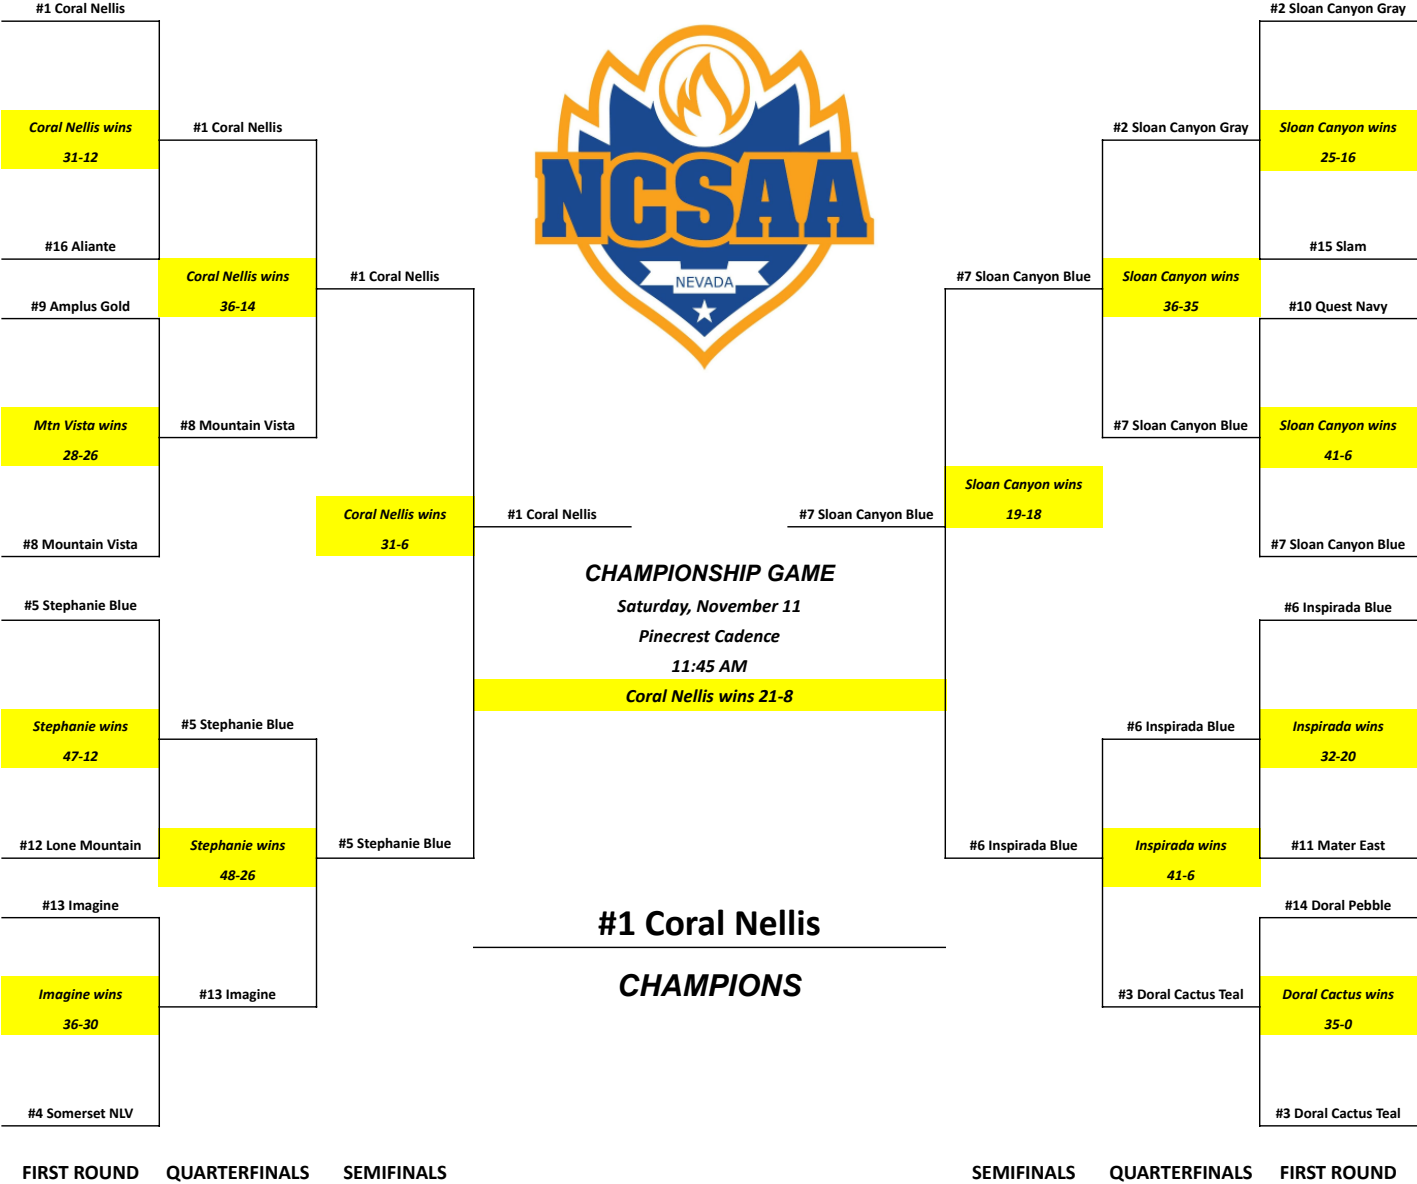 #1 Coral Nellis
Coral Nellis wins
31-12
#16 Aliante
#9 Amplus Gold
Mtn Vista wins
28-26
#8 Mountain Vista
#5 Stephanie Blue
Stephanie wins
47-12
#12 Lone Mountain
#13 Imagine
Imagine wins
36-30
#4 Somerset NLV
FIRST ROUND
#1 Coral Nellis
Coral Nellis wins
36-14
#8 Mountain Vista
#5 Stephanie Blue
Stephanie wins
48-26
#13 Imagine
QUARTERFINALS
#1 Coral Nellis
Coral Nellis wins
31-6
#5 Stephanie Blue
SEMIFINALS
NCSAA
NEVADA
#1 Coral Nellis
#7 Sloan Canyon Blue
CHAMPIONSHIP GAME
Saturday, November 11
Pinecrest Cadence
11:45 AM
Coral Nellis wins 21-8
#1 Coral Nellis
CHAMPIONS
#7 Sloan Canyon Blue
Sloan Canyon wins
19-18
#6 Inspirada Blue
SEMIFINALS
#2 Sloan Canyon Gray
Sloan Canyon wins
36-35
#7 Sloan Canyon Blue
#6 Inspirada Blue
Inspirada wins
41-6
#3 Doral Cactus Teal
QUARTERFINALS
#2 Sloan Canyon Gray
Sloan Canyon wins
25-16
#15 Slam
#10 Quest Navy
Sloan Canyon wins
41-6
#7 Sloan Canyon Blue
#6 Inspirada Blue
Inspirada wins
32-20
#11 Mater East
#14 Doral Pebble
Doral Cactus wins
35-0
#3 Doral Cactus Teal
FIRST ROUND